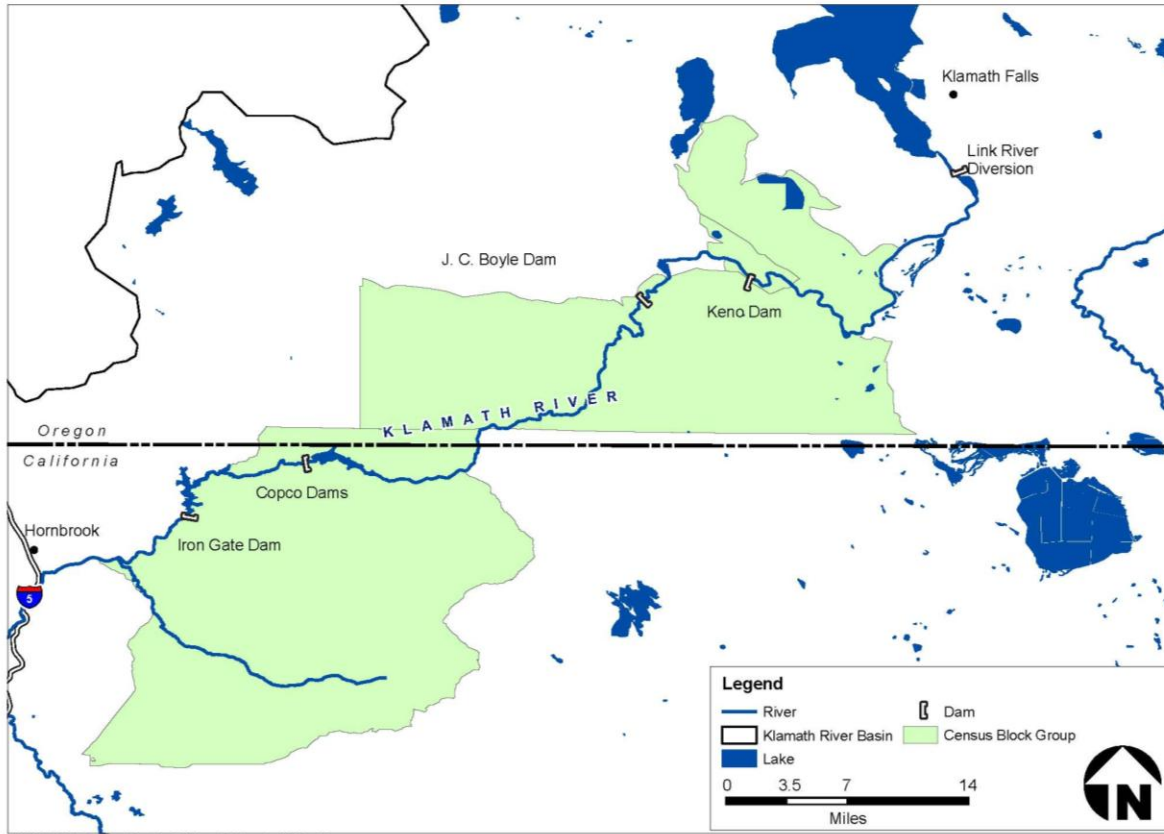 Klamath Falls
Link River
Diversion
J. C. Boyle Dam
Keno Dam
KLAMATH RIVER
Oregon
California
Copco Dams
Hornbrook
Iron Gate Dam
5
Legend
River
Dam
Klamath River Basin
Census Block Group
Lake
0 3.5 7 14
Miles
N